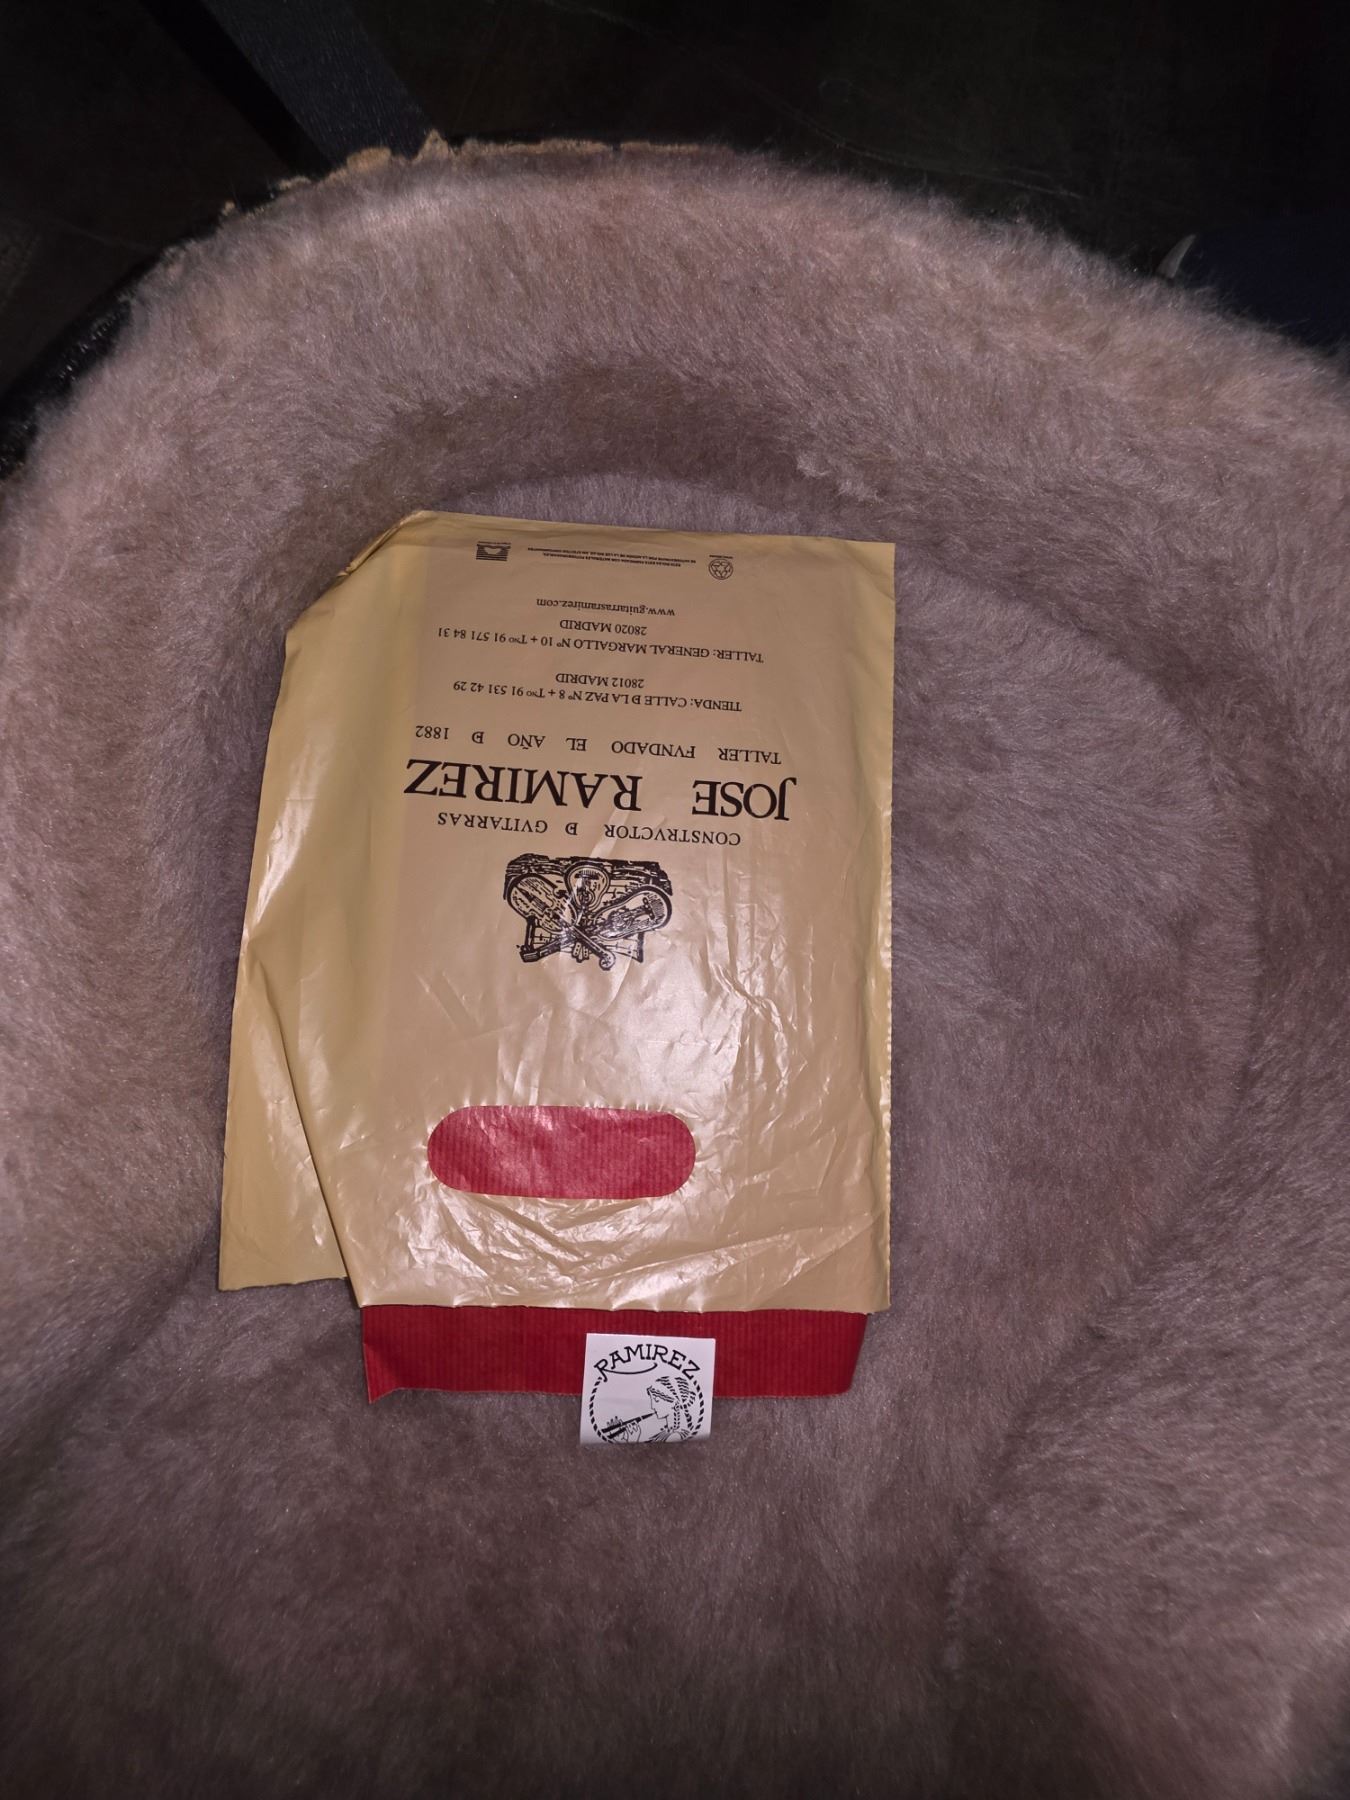 CONSTRVCTOR Đ GVITARRAS
JOSE RAMIREZ
TALLER FVNDADO EL AÑO Đ 1882
TIENDA: CALLE Đ LA PAZ Nº 8 + Tno 91 531 42 29
28012 MADRID
TALLER: GENERAL MARGALLO Nº 10 + Tno 91 571 84 31
28020 MADRID
www.guitarrasramirez.com
RAMIREZ